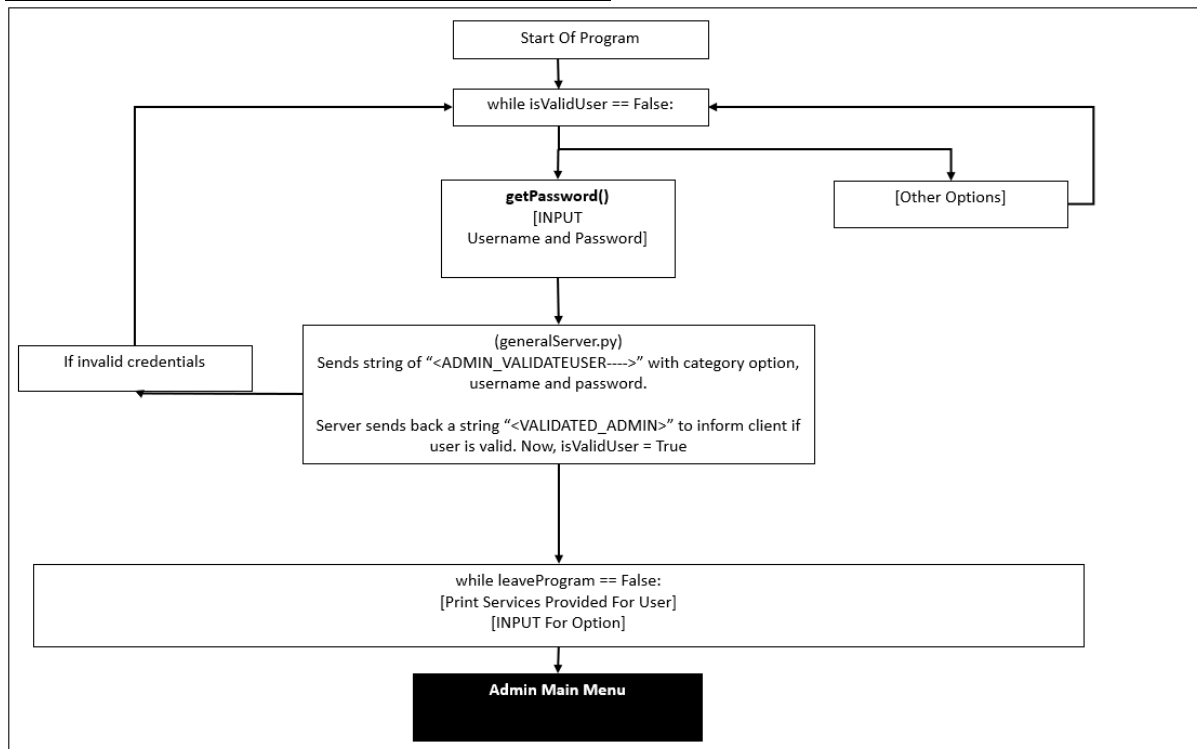 Start Of Program
while isValidUser == False:
getPassword()
[INPUT
Username and Password]
[Other Options]
(generalServer.py)
Sends string of “<ADMIN_VALIDATEUSER---->” with category option,
username and password.
Server sends back a string “<VALIDATED_ADMIN>” to inform client if
user is valid. Now, isValidUser = True
If invalid credentials
while leaveProgram == False:
[Print Services Provided For User]
[INPUT For Option]
Admin Main Menu